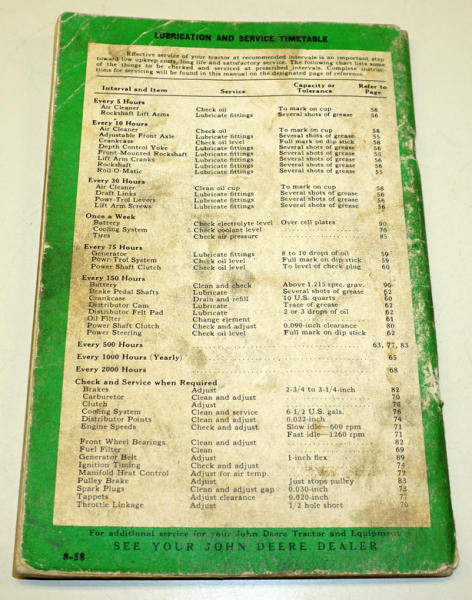 LUBRICATION AND SERVICE TIMETABLE
Effective service of your tractor at recommended intervals is an important step
toward low upkeep costs, long life and satisfactory service. The following chart lists some
of the things to be checked and serviced at prescribed intervals. Complete instruc-
tions for servicing will be found in this manual on the designated page of reference.
Interval and Item Service Capacity or Tolerance Refer to Page
Every 5 Hours
Air Cleaner Check oil To mark on cup 58
Rockshaft Lift Arms Lubricate fittings Several shots of grease 56
Every 10 Hours
Air Cleaner Check oil To mark on cup 58
Adjustable Front Axle Lubricate fittings Several shots of grease 55
Crankcase Check oil level Full mark on dip stick 58
Depth Control Yoke Lubricate fittings Several shots of grease 56
Front-Mounted Rockshaft Lubricate fittings Several shots of grease 56
Lift Arm Cranks Lubricate fittings Several shots of grease 56
Rockshaft Lubricate fittings Several shots of grease 56
Roll-O-Matic Lubricate fittings Several shots of grease 55
Every 30 Hours
Air Cleaner Clean oil cup To mark on cup 58
Draft Links Lubricate fittings Several shots of grease 56
Powr-Trol Levers Lubricate fittings Several shots of grease 56
Lift Arm Screws Lubricate fittings Several shots of grease 56
Once a Week
Battery Check electrolyte level Over cell plates 90
Cooling System Check coolant level 76
Tires Check air pressure 85
Every 75 Hours
Generator Lubricate fittings 8 to 10 drops of oil 59
Powr-Trol System Check oil level Full mark on dip stick 59
Power Shaft Clutch Check oil level To level of check plug 60
Every 150 Hours
Battery Clean and check Above 1.215 spec. grav. 90
Brake Pedal Shafts Lubricate Several shots of grease 62
Crankcase Drain and refill 10 U.S. quarts 60
Distributor Cam Lubricate Trace of grease 62
Distributor Felt Pad Lubricate 2 or 3 drops of oil 62
Oil Filter Change element 61
Power Shaft Clutch Check and adjust 0.090-inch clearance 80
Power Steering Check oil level Full mark on dip stick 62
Every 500 Hours 63, 77, 83
Every 1000 Hours (Yearly) 65
Every 2000 Hours 68
Check and Service when Required
Brakes Adjust 2-3/4 to 3-1/4-inch 82
Carburetor Clean and adjust 70
Clutch Adjust 78
Cooling System Clean and service 6-1/2 U.S. gals. 76
Distributor Points Clean and adjust 0.022-inch 74
Engine Speeds Check and adjust Slow idle—600 rpm 71
Fast idle—1260 rpm 71
Front Wheel Bearings Clean and adjust 82
Fuel Filter Clean 69
Generator Belt Adjust 1-inch flex 89
Ignition Timing Check and adjust 74
Manifold Heat Control Adjust for air temp. 72
Pulley Brake Adjust Just stops pulley 83
Spark Plugs Clean and adjust gap 0.030-inch 73
Tappets Adjust clearance 0.020-inch 77
Throttle Linkage Adjust 1/2 hole short 70
For additional service for your John Deere Tractor and Equipment
SEE YOUR JOHN DEERE DEALER
8-58